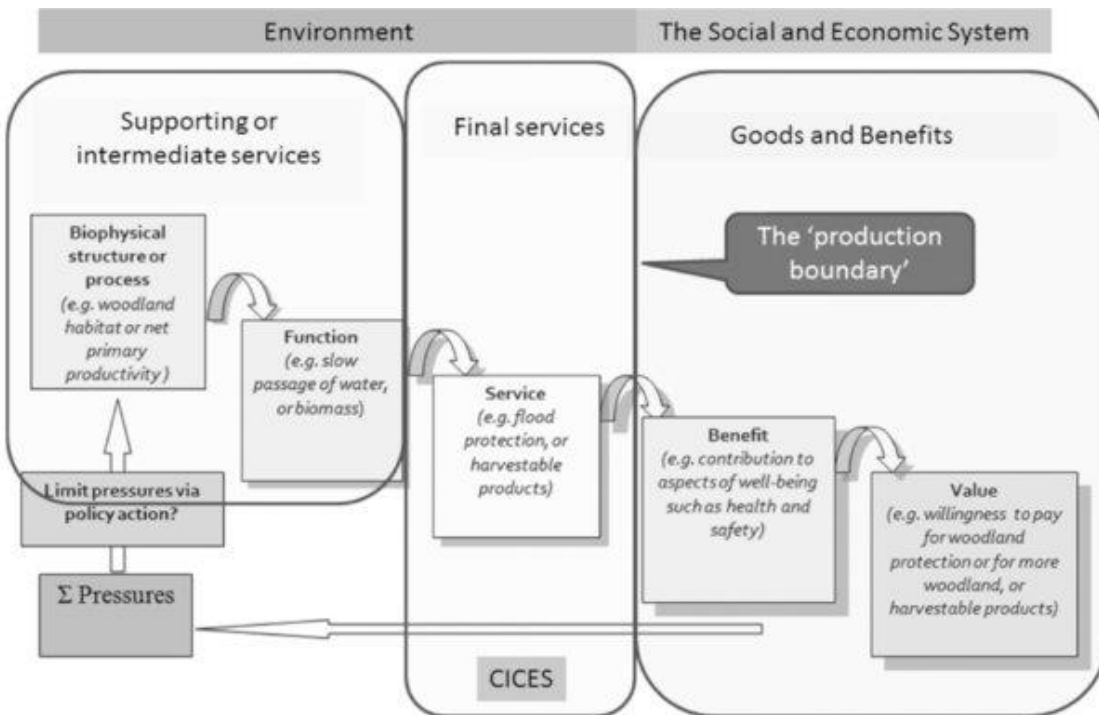 Environment
The Social and Economic System
Supporting or
intermediate services
Final services
Goods and Benefits
The 'production
boundary'
Biophysical
structure or
process
(e.g. woodland
habitat or net
primary
productivity )
Function
(e.g. slow
passage of water,
or biomass)
Service
(e.g. flood
protection, or
harvestable
products)
Benefit
(e.g. contribution to
aspects of well-being
such as health and
safety)
Value
(e.g. willingness to pay
for woodland
protection or for more
woodland, or
harvestable products)
Limit pressures via
policy action?
Σ Pressures
CICES